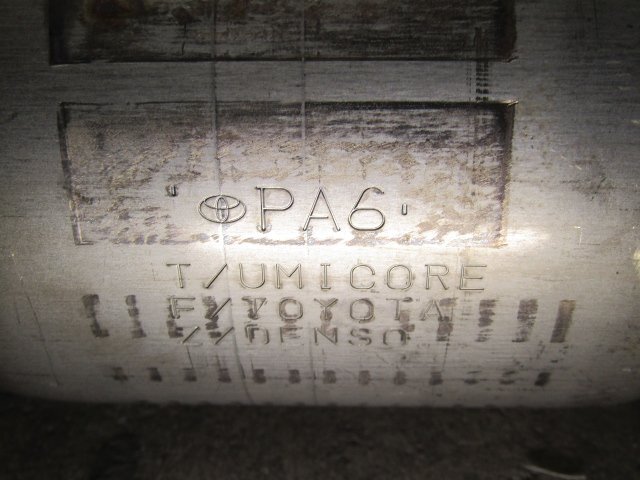 PA6
T/UMICORE
F/TOYOTA
//DENSO